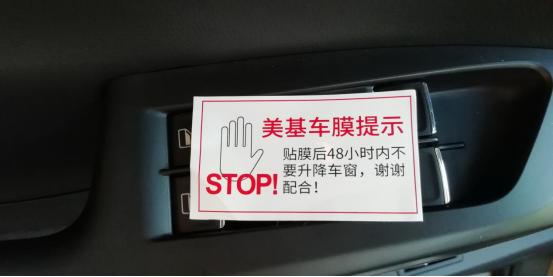 美基车膜提示
贴膜后48小时内不
要升降车窗，谢谢
配合！
STOP!